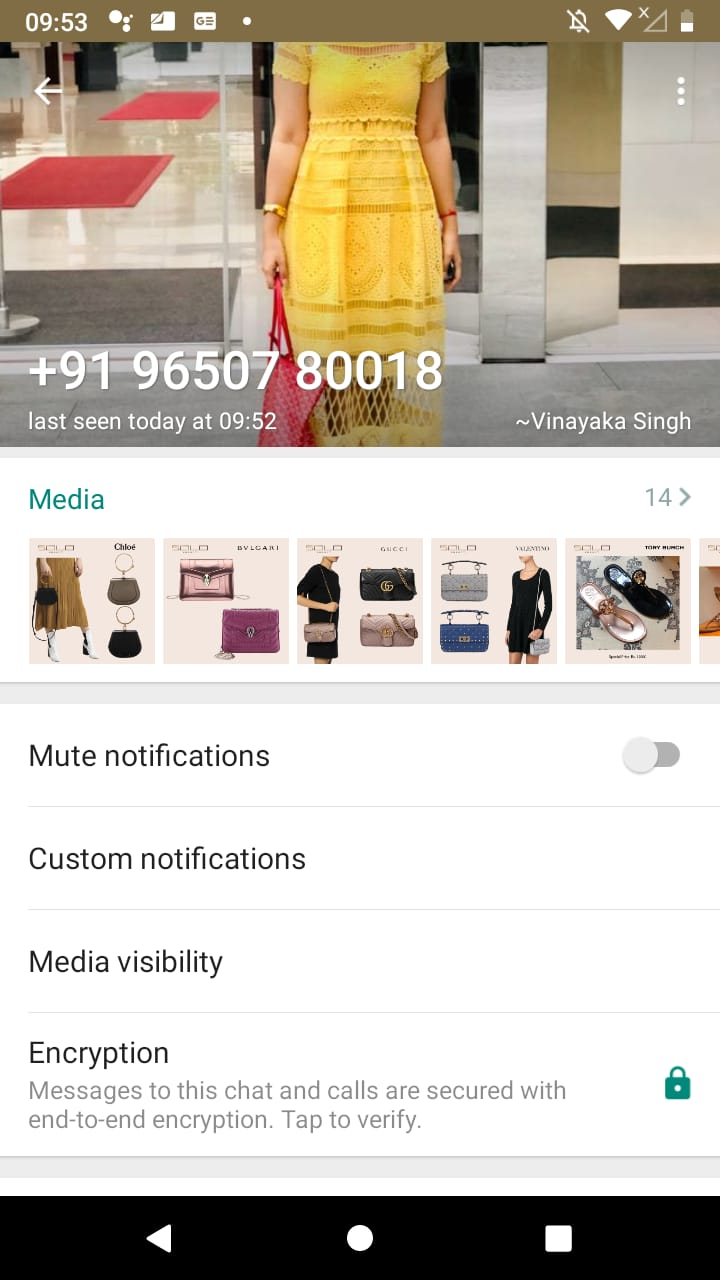 09:53
GE
+91 96507 80018
last seen today at 09:52
~Vinayaka Singh
Media
14
SOLO
Chloé
SOLO
BVLGARI
SOLO
GUCCI
SOLO
VALENTINO
SOLO
TORY BURCH
Mute notifications
Custom notifications
Media visibility
Encryption
Messages to this chat and calls are secured with
end-to-end encryption. Tap to verify.